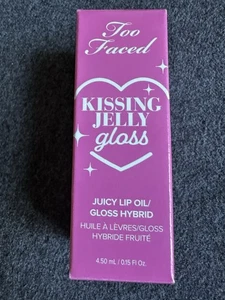 Too
Faced
KISSING
JELLY
gloss
JUICY LIP OIL/
GLOSS HYBRID
HUILE À LÈVRES/GLOSS
HYBRIDE FRUITÉ
4.50 mL / 0.15 Fl Oz.